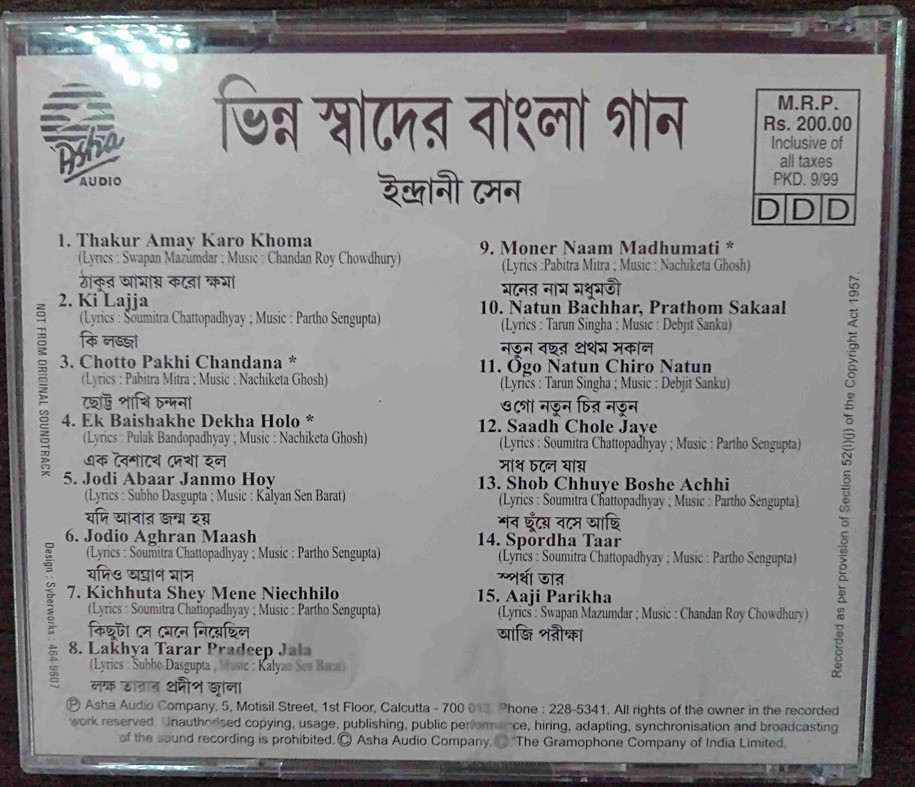 Asha
AUDIO
ভিন্ন স্বাদের বাংলা গান
ইন্দ্রানী সেন
M.R.P.
Rs. 200.00
Inclusive of
all taxes
PKD. 9/99
DDD
1. Thakur Amay Karo Khoma
(Lyrics : Swapan Mazumdar ; Music : Chandan Roy Chowdhury)
ঠাকুর আমায় করো ক্ষমা
2. Ki Lajja
(Lyrics : Soumitra Chattopadhyay ; Music : Partho Sengupta)
কি লজ্জা
3. Chotto Pakhi Chandana *
(Lyrics : Pabitra Mitra ; Music : Nachiketa Ghosh)
ছোট্ট পাখি চন্দনা
4. Ek Baishakhe Dekha Holo *
(Lyrics : Pulak Bandopadhyay ; Music : Nachiketa Ghosh)
এক বৈশাখে দেখা হল
5. Jodi Abaar Janmo Hoy
(Lyrics : Subho Dasgupta ; Music : Kalyan Sen Barat)
যদি আবার জন্ম হয়
6. Jodio Aghran Maash
(Lyrics : Soumitra Chattopadhyay ; Music : Partho Sengupta)
যদিও অঘ্রাণ মাস
7. Kichhuta Shey Mene Niechhilo
(Lyrics : Soumitra Chattopadhyay ; Music : Partho Sengupta)
কিছুটা সে মেনে নিয়েছিল
8. Lakhya Tarar Pradeep Jala
(Lyrics : Subho Dasgupta , Music : Kalyan Sen Barat)
লক্ষ তারার প্রদীপ জ্বালা
9. Moner Naam Madhumati *
(Lyrics :Pabitra Mitra ; Music : Nachiketa Ghosh)
মনের নাম মধুমতী
10. Natun Bachhar, Prathom Sakaal
(Lyrics : Tarun Singha ; Music : Debjit Sanku)
নতুন বছর প্রথম সকাল
11. Ogo Natun Chiro Natun
(Lyrics : Tarun Singha ; Music : Debjit Sanku)
ওগো নতুন চির নতুন
12. Saadh Chole Jaye
(Lyrics : Soumitra Chattopadhyay ; Music : Partho Sengupta)
সাধ চলে যায়
13. Shob Chhuye Boshe Achhi
(Lyrics : Soumitra Chattopadhyay ; Music : Partho Sengupta)
শব ছুঁয়ে বসে আছি
14. Spordha Taar
(Lyrics : Soumitra Chattopadhyay ; Music : Partho Sengupta)
স্পর্ধা তার
15. Aaji Parikha
(Lyrics : Swapan Mazumdar ; Music : Chandan Roy Chowdhury)
আজি পরীক্ষা
NOT FROM ORIGINAL SOUNDTRACK
Design : Syberworks : 464 9607
Recorded as per provision of Section 52(i)(j) of the Copyright Act 1957.
Ⓟ Asha Audio Company, 5, Motisil Street, 1st Floor, Calcutta - 700 013. Phone : 228-5341. All rights of the owner in the recorded
work reserved. Unauthorised copying, usage, publishing, public performance, hiring, adapting, synchronisation and broadcasting
of the sound recording is prohibited. © Asha Audio Company, © *The Gramophone Company of India Limited.